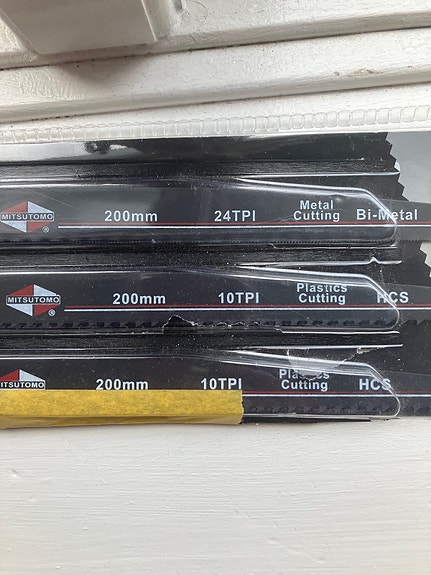 MITSUTOMO ® 200mm 24TPI Metal Cutting Bi-Metal
MITSUTOMO ® 200mm 10TPI Plastics Cutting HCS
MITSUTOMO 200mm 10TPI Plastics Cutting HCS